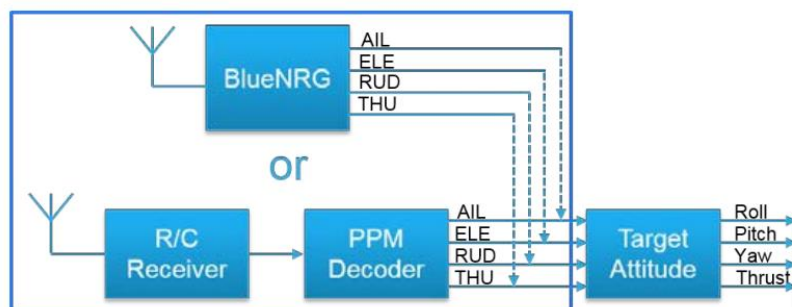 AIL
ELE
BlueNRG
RUD
THU
or
AIL
ELE
RUD
THU
R/C
Receiver
PPM
Decoder
Target
Attitude
Roll
Pitch
Yaw
Thrust